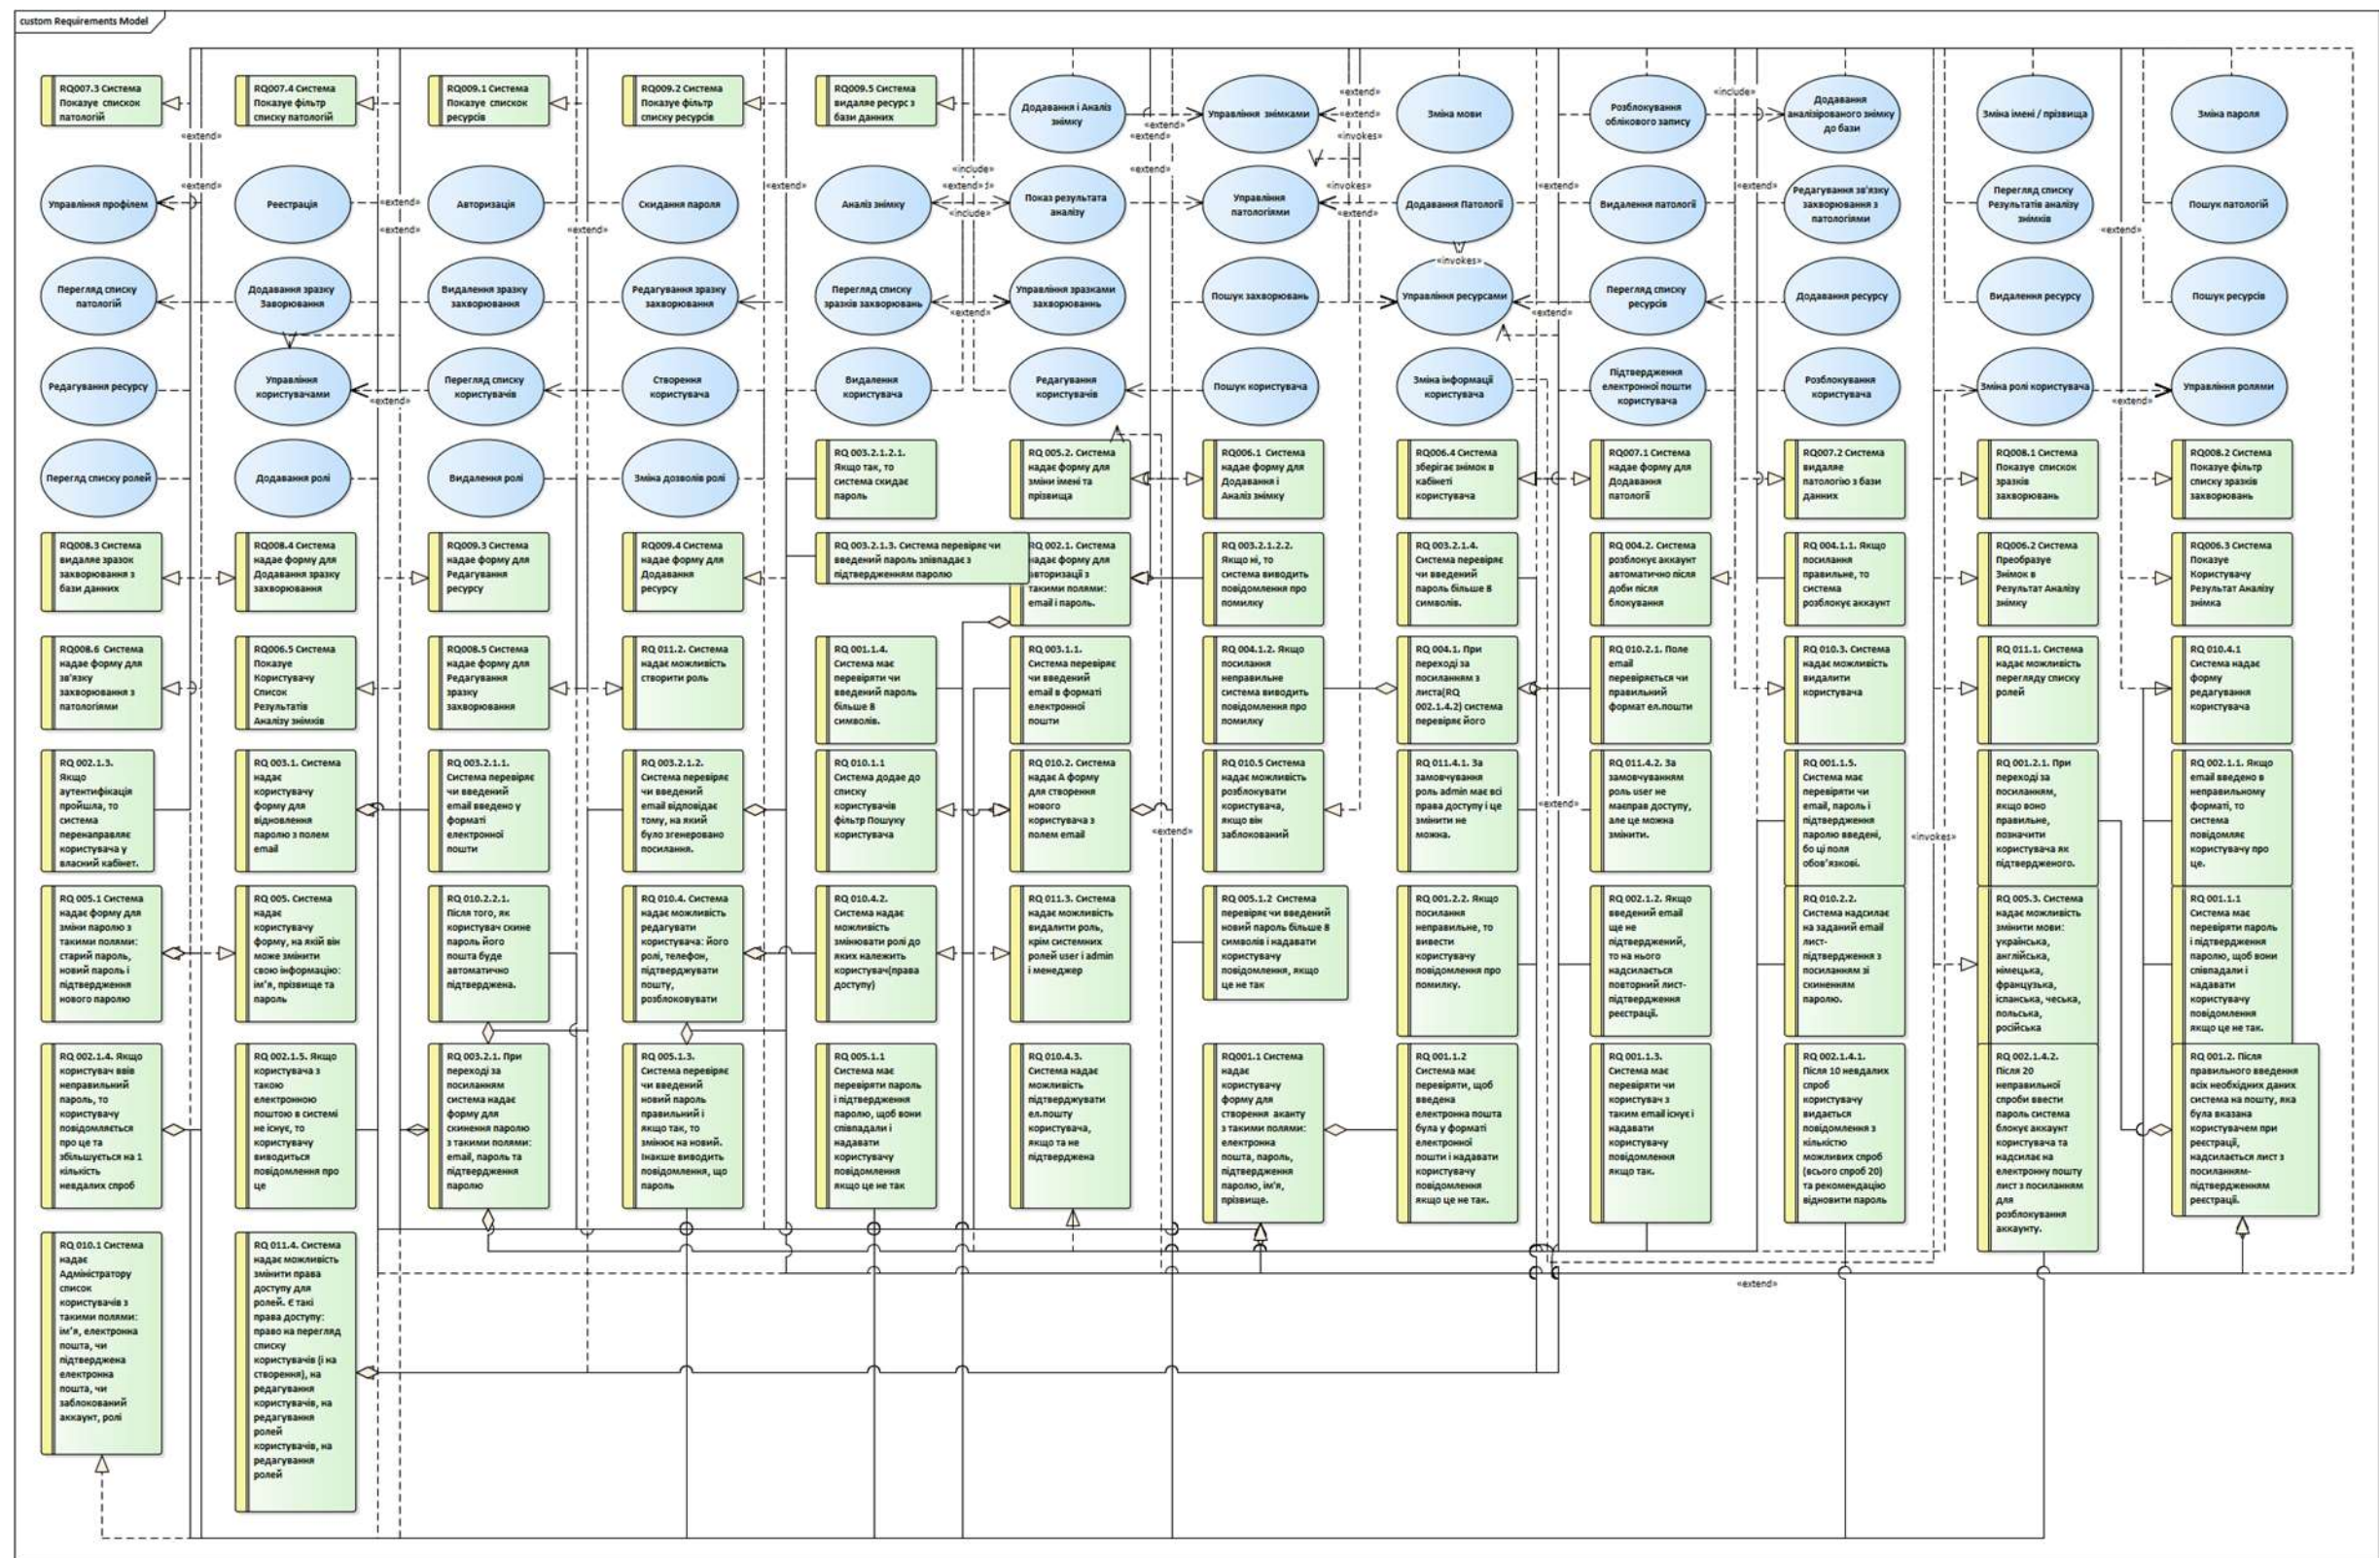 custom Requirements Model
RQ007.3 Система
Показує список
патологій
RQ007.4 Система
Показує фільтр
списку патологій
RQ009.1 Система
Показує список
ресурсів
RQ009.2 Система
Показує фільтр
списку ресурсів
RQ009.5 Система
видаляє ресурс з
бази данних
Додавання і Аналіз
знімку
Управління знімками
Зміна мови
Розблокування
облікового запису
Додавання
аналізірованого знімку
до бази
Зміна імені / прізвища
Зміна пароля
«extend»
«extend»
«extend»
«extend»
«invokes»
«include»
«extend»
Управління профілем
«extend»
Реєстрація
«extend»
«extend»
Авторизація
«extend»
Скидання пароля
«extend»
Аналіз знімку
«include»
«include»
Показ результата
аналізу
«extend»
Управління
патологіями
«invokes»
«extend»
Додавання Патології
«invokes»
«extend»
Видалення патології
«extend»
Редагування зв'язку
захворювання з
патологіями
Перегляд списку
Результатів аналізу
знімків
«extend»
Пошук патологій
Перегляд списку
патологій
Додавання зразку
Заворювання
Видалення зразку
захворювання
Редагування зразку
захворювання
Перегляд списку
зразків захворювань
«extend»
Управління зразками
захворюваннь
Пошук захворювань
Управління ресурсами
«extend»
Перегляд списку
ресурсів
Додавання ресурсу
Видалення ресурсу
Пошук ресурсів
Редагування ресурсу
Управління
користувачами
«extend»
Перегляд списку
користувачів
Створення
користувача
Видалення
користувача
Редагування
користувачів
Пошук користувача
Зміна інформації
користувача
Підтвердження
електронної пошти
користувача
Розблокування
користувача
Зміна ролі користувача
«extend»
Управління ролями
Перегляд списку ролей
Додавання ролі
Видалення ролі
Зміна дозволів ролі
RQ 003.2.1.2.1.
Якщо так, то
система скидає
пароль
RQ 005.2. Система
надає форму для
зміни імені та
прізвища
RQ006.1 Система
надає форму для
Додавання і
Аналіз знімку
RQ006.4 Система
зберігає знімок в
кабінеті
користувача
RQ007.1 Система
надає форму для
Додавання
патології
RQ007.2 Система
видаляє
патологію з бази
данних
RQ008.1 Система
Показує список
зразків
захворювань
RQ008.2 Система
Показує фільтр
списку зразків
захворювань
RQ008.3 Система
видаляє зразок
захворювання з
бази данних
RQ008.4 Система
надає форму для
Додавання зразку
захворювання
RQ009.3 Система
надає форму для
Редагування
ресурсу
RQ009.4 Система
надає форму для
Додавання
ресурсу
RQ 003.2.1.3. Система перевіряє чи
введений пароль злівпадає з
підтвердженням паролю
RQ 002.1. Система
надає форму для
авторизації з
такими полями:
email і пароль.
RQ 003.2.1.2.2.
Якщо ні, то
система виводить
повідомлення про
помилку
RQ 003.2.1.4.
Система перевіряє
чи введений
пароль більше 8
символів.
RQ 004.2. Система
розблокує аккаунт
автоматично після
доби після
блокування
RQ 004.1.1. Якщо
посилання
правильне, то
система
розблокує аккаунт
RQ006.2 Система
Преобразує
Знімок в
Результат Аналізу
знімку
RQ006.3 Система
Показує
Користувачу
Результат Аналізу
знімка
RQ008.6 Система
надає форму для
зв'язку
захворювання з
патологіями
RQ006.5 Система
Показує
Користувачу
Список
Результатів
Аналізу знімків
RQ008.5 Система
надає форму для
Редагування
зразку
захворювання
RQ 011.2. Система
надає можливість
створити роль
RQ 001.1.4.
Система має
перевіряти чи
введений пароль
більше 8
символів.
RQ 003.1.1.
Система перевіряє
чи введений
email в форматі
електронної
пошти
RQ 004.1.2. Якщо
посилання
неправильне
система виводить
повідомлення про
помилку
RQ 004.1. При
переході за
посиланням з
листа(RQ
002.1.4.2) система
перевіряє його
RQ 010.2.1. Поле
email
перевіряється чи
правильний
формат ел.пошти
RQ 010.3. Система
надає можливість
видалити
користувача
RQ 011.1. Система
надає можливість
перегляду списку
ролей
RQ 010.4.1
Система надає
форму
редагування
користувача
RQ 002.1.3.
Якщо
аутентифікація
пройшла, то
система
перенаправляє
користувача у
власний кабінет.
RQ 003.1. Система
надає
користувачу
форму для
відновлення
паролю з полем
email
RQ 003.2.1.1.
Система перевіряє
чи введений
email введено у
форматі
електронної
пошти
RQ 003.2.1.2.
Система перевіряє
чи введений
email відповідає
тому, на який
було згенеровано
посилання.
RQ 010.1.1
Система додає до
списку
користувачів
фільтр Пошуку
користувача
RQ 010.2. Система
надає А форму
для створення
нового
користувача з
полем email
«extend»
RQ 010.5 Система
надає можливість
розблокувати
користувача,
якщо він
заблокований
RQ 011.4.1. За
замовчування
роль admin має всі
права доступу і це
змінити не
можна.
«extend»
RQ 011.4.2. За
замовчуванням
роль user не
маєправ доступу,
але це можна
змінити.
RQ 001.1.5.
Система має
перевіряти чи
email, пароль і
підтвердження
паролю введені,
бо ці поля
обов'язкові.
«invokes»
RQ 001.2.1. При
переході за
посиланням,
якщо воно
правильне,
позначити
користувача як
підтвердженого.
RQ 002.1.1. Якщо
email введено в
неправильному
форматі, то
система
повідомляє
користувачу про
це.
RQ 005.1 Система
надає форму для
зміни паролю з
такими полями:
старий пароль,
новий пароль і
підтвердження
нового паролю
RQ 005. Система
надає
користувачу
форму, на якій він
може змінити
свою інформацію:
ім'я, прізвище та
пароль
RQ 010.2.2.1.
Після того, як
користувач скине
пароль його
пошта буде
автоматично
підтверджена.
RQ 010.4. Система
надає можливість
редагувати
користувача: його
ролі, телефон,
підтверджувати
пошту,
розблоковувати
RQ 010.4.2.
Система надає
можливість
змінювати ролі до
яких належить
користувач(права
доступу)
RQ 011.3. Система
надає можливість
видалити роль,
крім системних
ролей user і admin
і менеджер
RQ 005.1.2 Система
перевіряє чи введений
новий пароль більше 8
символів і надавати
користувачу
повідомлення, якщо
це не так
RQ 001.2.2. Якщо
посилання
неправильне, то
вивести
користувачу
повідомлення про
помилку.
RQ 002.1.2. Якщо
введений email
ще не
підтверджений,
то на нього
надсилається
повторний лист-
підтвердження
реєстрації.
RQ 010.2.2.
Система надсилає
на заданий email
лист-
підтвердження з
посиланням зі
скиненням
паролю.
RQ 005.3. Система
надає можливість
змінити мови:
українська,
англійська,
німецька,
французька,
іспанська, чеська,
польська,
російська
RQ 001.1.1
Система має
перевіряти пароль
і підтвердження
паролю, щоб вони
співпадали і
надавати
користувачу
повідомлення
якщо це не так.
RQ 002.1.4. Якщо
користувач ввів
неправильний
пароль, то
користувачу
повідомляється
про це та
збільшується на 1
кількість
невдалих спроб
RQ 002.1.5. Якщо
користувача з
такою
електронною
поштою в системі
не існує, то
користувачу
виводиться
повідомлення про
це
RQ 003.2.1. При
переході за
посиланням
система надає
форму для
скинення паролю
з такими полями:
email, пароль та
підтвердження
паролю
RQ 005.1.3.
Система перевіряє
чи введений
новий пароль
правильний і
якщо так, то
змінює на новий.
Інакше виводить
повідомлення, що
пароль
RQ 005.1.1
Система має
перевіряти пароль
і підтвердження
паролю, щоб вони
співпадали і
надавати
користувачу
повідомлення
якщо це не так
RQ 010.4.3.
Система надає
можливість
підтверджувати
ел.пошту
користувача,
якщо та не
підтверджена
RQ001.1 Система
надає
користувачу
форму для
створення аканту
з такими полями:
електронна
пошта, пароль,
підтвердження
паролю, ім'я,
прізвище.
RQ 001.1.2
Система має
перевіряти, щоб
введена
електронна пошта
була у форматі
електронної
пошти і надавати
користувачу
повідомлення
якщо це не так.
RQ 001.1.3.
Система має
перевіряти чи
користувач з
таким email існує і
надавати
користувачу
повідомлення
якщо так.
RQ 002.1.4.1.
Після 10 невдалих
спроб
користувачу
видається
повідомлення з
кількістю
можливих спроб
(всього спроб 20)
та рекомендацію
відновити пароль
RQ 002.1.4.2.
Після 20
неправильної
спроби ввести
пароль система
блокує аккаунт
користувача та
надсилає на
електронну пошту
лист з посиланням
для
розблокування
аккаунту.
RQ 001.2. Після
правильного введення
всіх необхідних даних
система на пошту, яка
була вказана
користувачем при
реєстрації,
надсилається лист з
посиланням-
підтвердженням
реєстрації.
«extend»
RQ 010.1 Система
надає
Адміністратору
список
користувачів з
такими полями:
ім'я, електронна
пошта, чи
підтверджена
електронна
пошта, чи
заблокований
аккаунт, ролі
RQ 011.4. Система
надає можливість
змінити права
доступу для
ролей. Є такі
права доступу:
право на перегляд
списку
користувачів (і на
створення), на
редагування
користувачів, на
редагування
ролей
користувачів, на
редагування
ролей